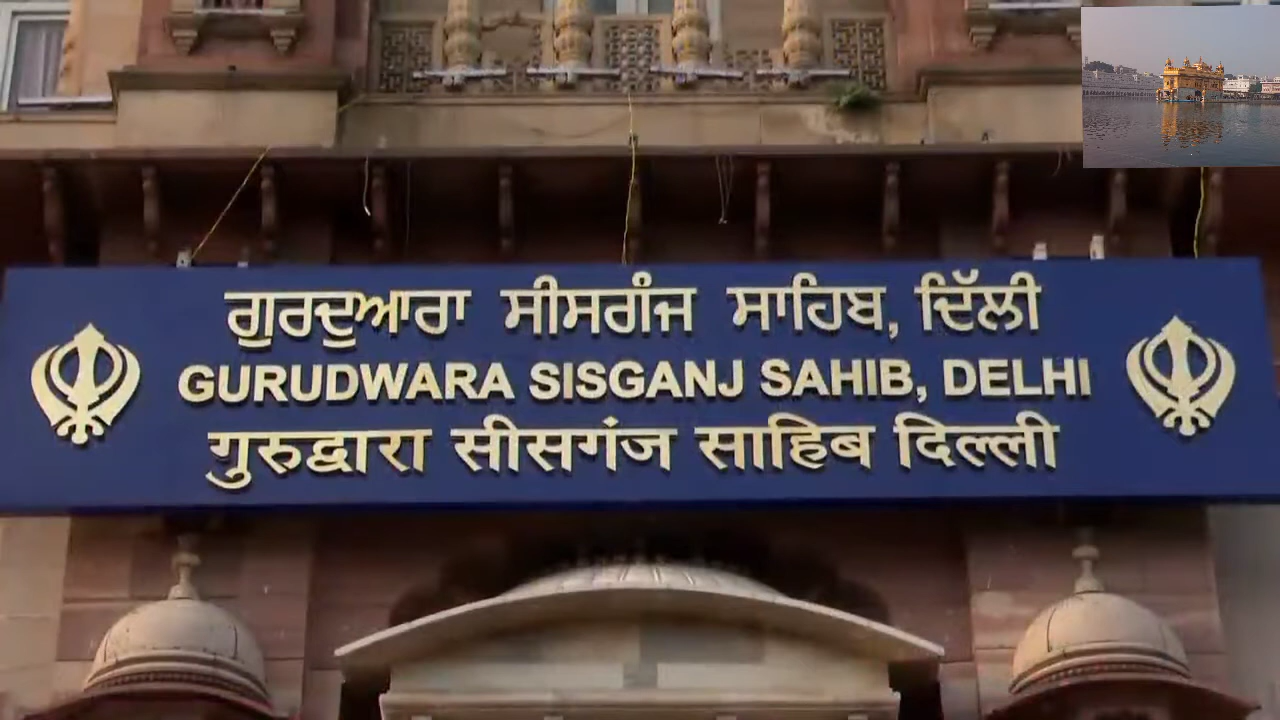 ਗੁਰਦੁਆਰਾ ਸੀਸਗੰਜ ਸਾਹਿਬ, ਦਿੱਲੀ
GURUDWARA SISGANJ SAHIB, DELHI
गुरुद्वारा सीसगंज साहिब दिल्ली